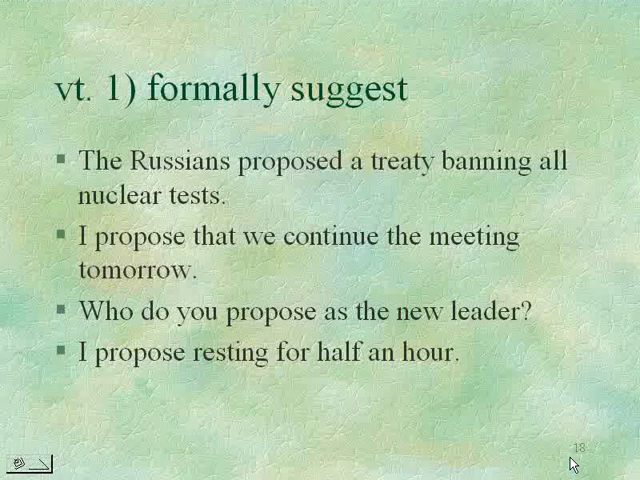 vt. 1) formally suggest
The Russians proposed a treaty banning all
nuclear tests.
I propose that we continue the meeting
tomorrow.
Who do you propose as the new leader?
I propose resting for half an hour.
18